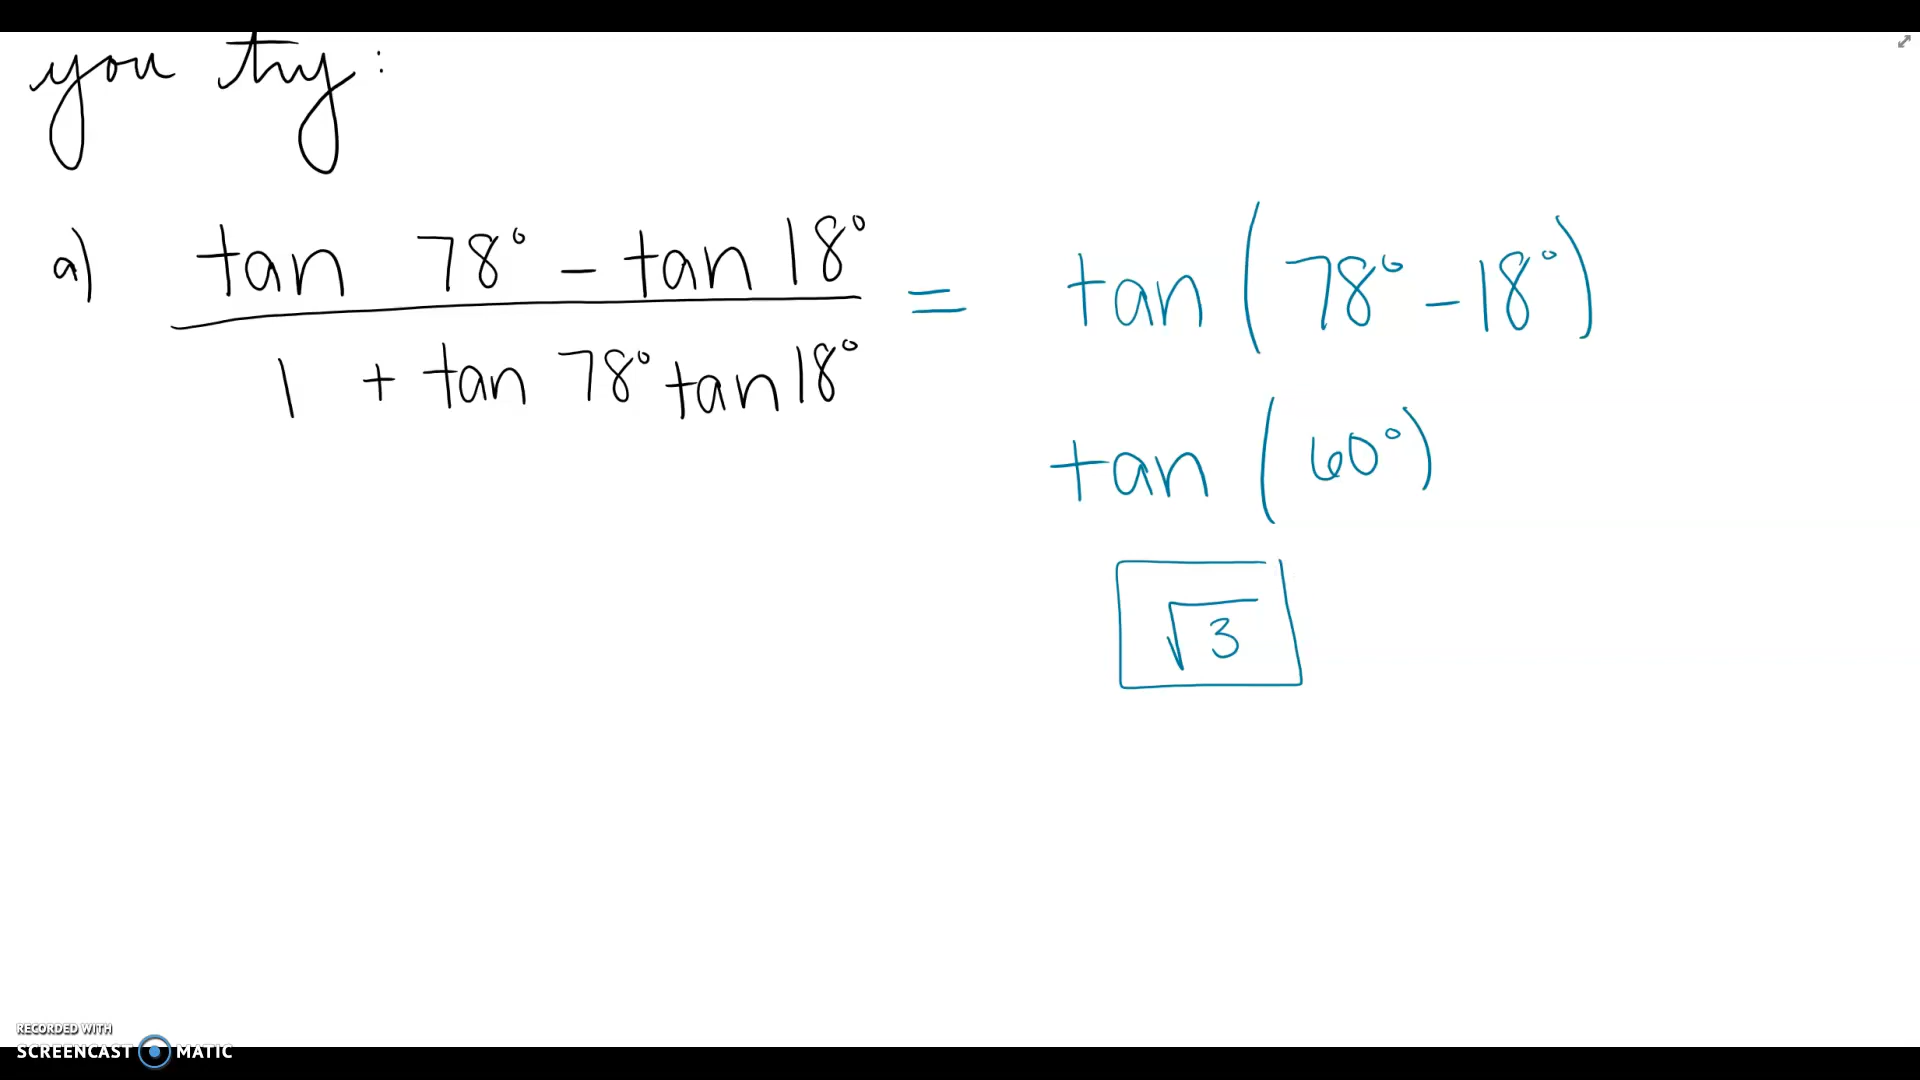 you try:
a) tan 78° - tan 18°
1 + tan 78° tan 18°
= tan (78° - 18°)
tan (60°)
√3
RECORDED WITH
SCREENCAST MATIC